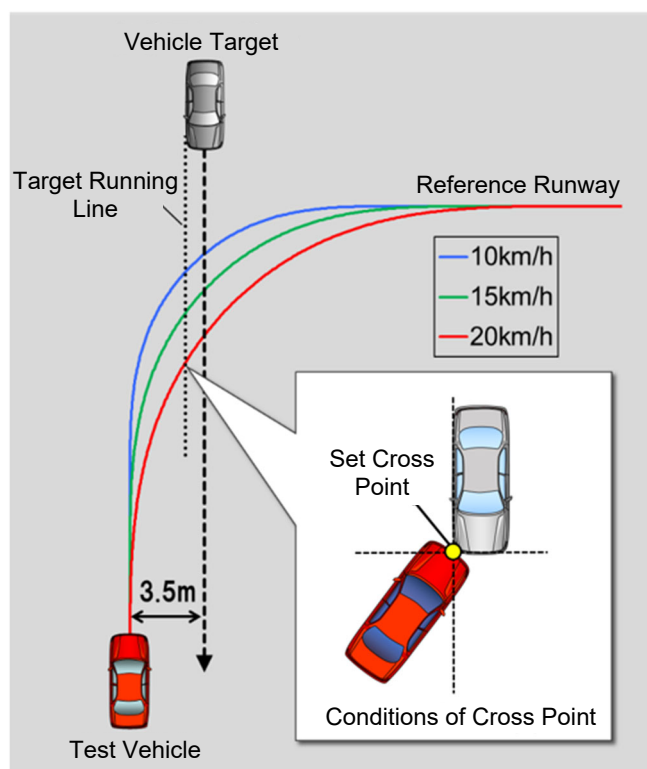 Vehicle Target
Target Running
Line
Reference Runway
10km/h
15km/h
20km/h
Set Cross
Point
3.5m
Conditions of Cross Point
Test Vehicle